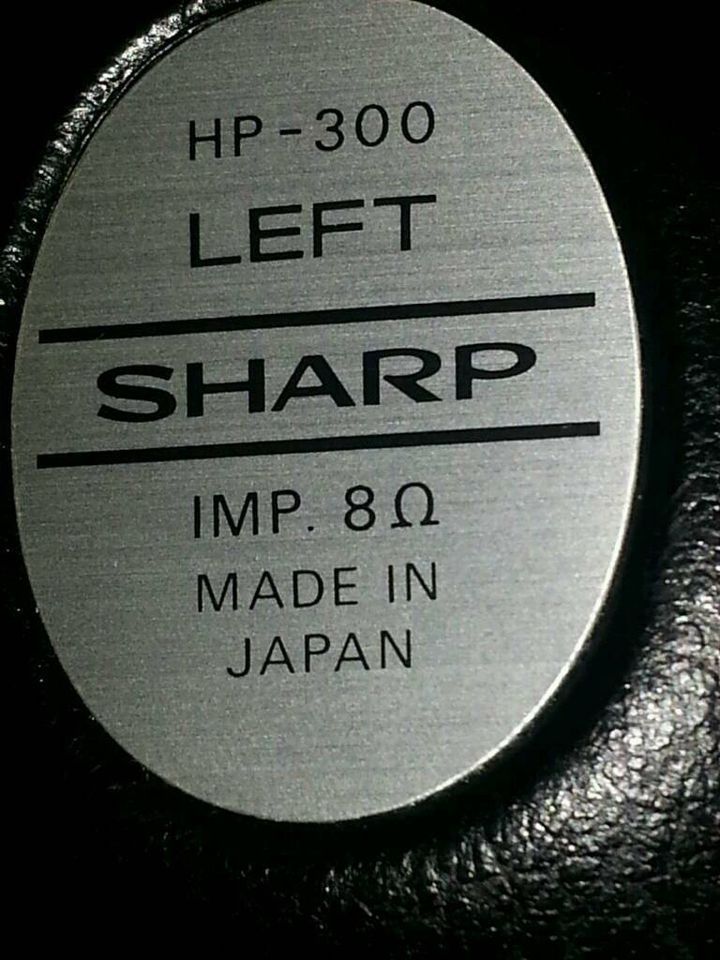 HP-300
LEFT
SHARP
IMP. 8Ω
MADE IN
JAPAN